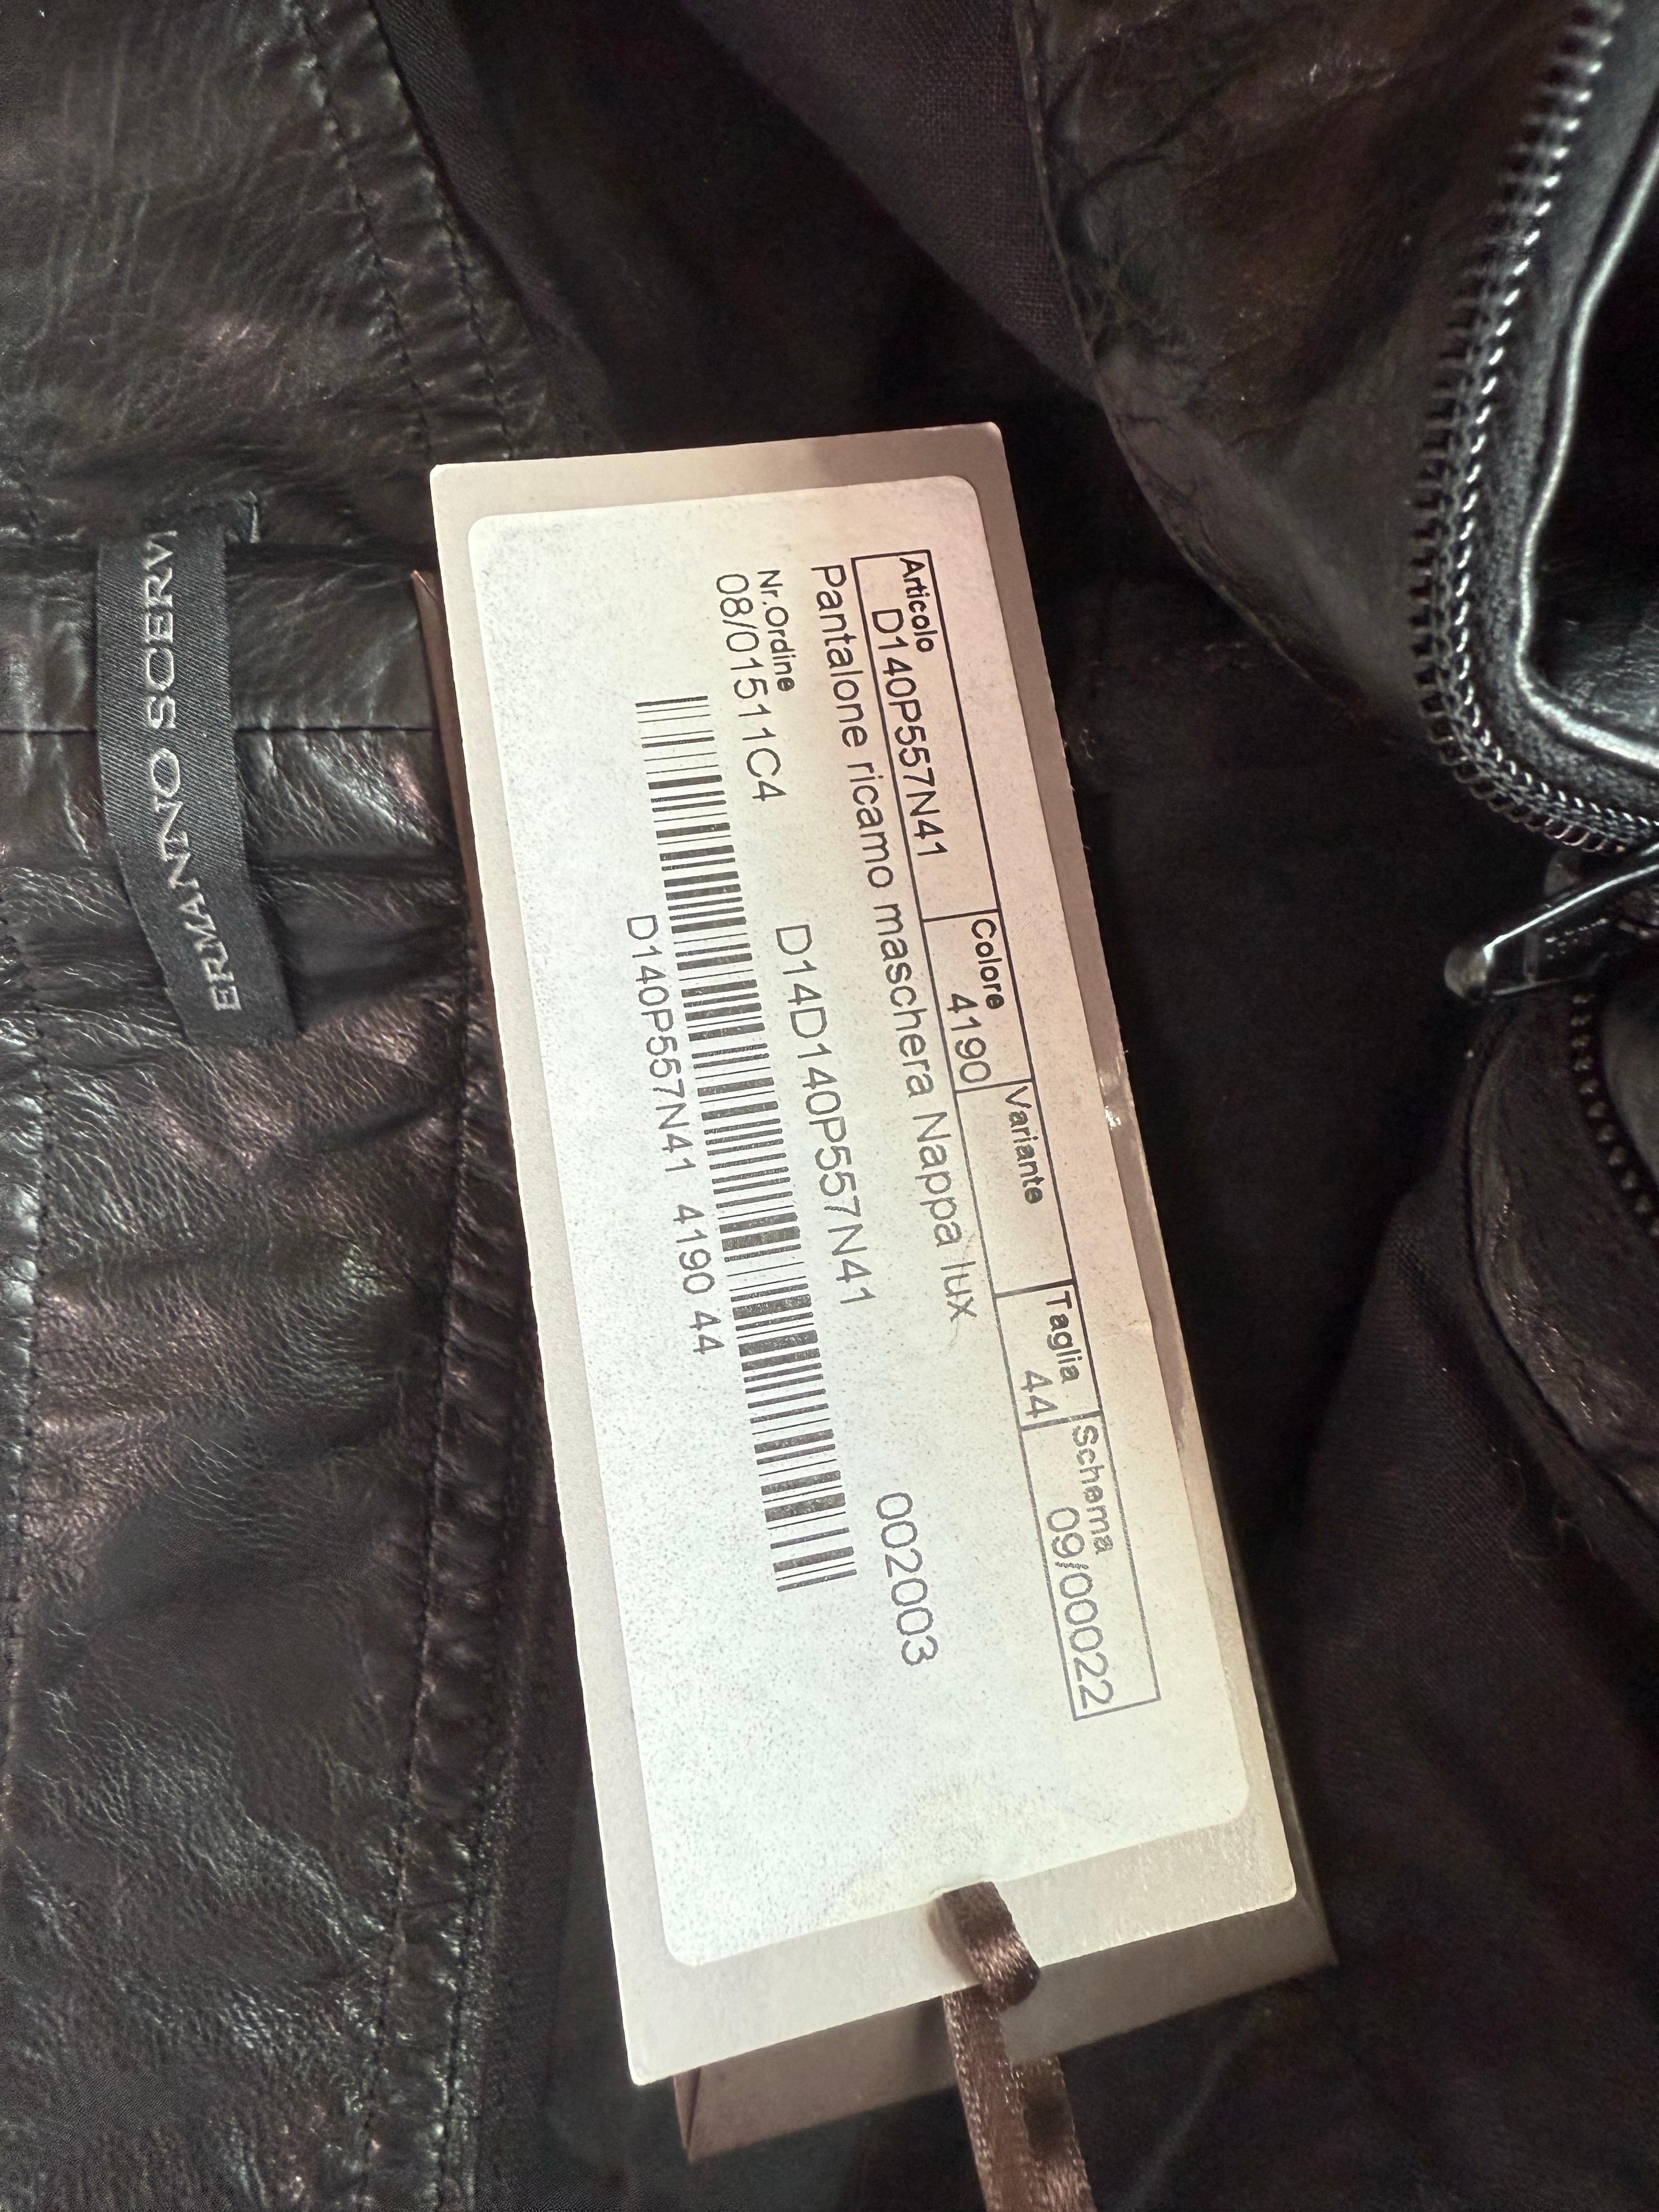 ERMANNO SCERVI
Articolo Colore Variante Taglia Schema
D140P557N41 4190 44 09/00022
Pantalone ricamo maschera Nappa lux
Nr.Ordine
08/01511C4 D14D140P557N41 002003
D140P557N41 4190 44